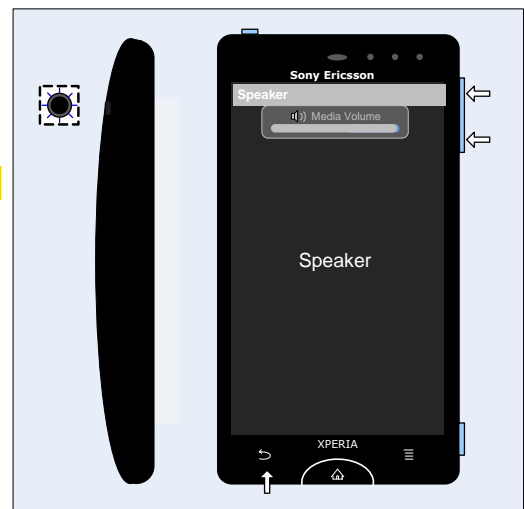 Sony Ericsson
Speaker
Media Volume
Speaker
XPERIA